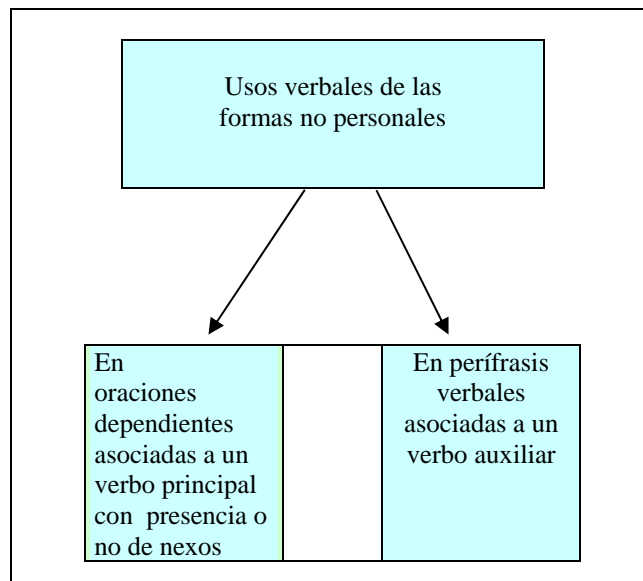 Usos verbales de las
formas no personales
En
oraciones
dependientes
asociadas a un
verbo principal
con presencia o
no de nexos
En perífrasis
verbales
asociadas a un
verbo auxiliar